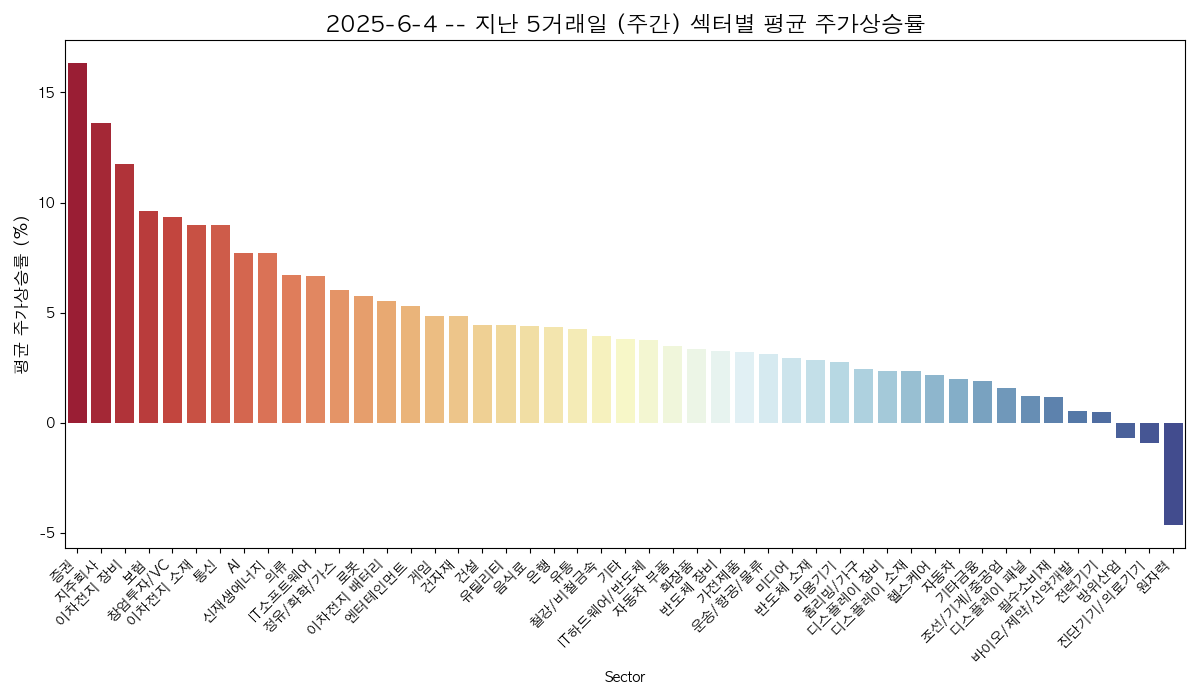 2025-6-4 -- 지난 5거래일 (주간) 섹터별 평균 주가상승률
평균 주가상승률 (%)
15
10
5
0
-5
증권
지주회사
이차전지 장비
보험
창업투자/VC
이차전지 소재
통신
AI
신재생에너지
의류
IT소프트웨어
정유/화학/가스
로봇
이차전지 배터리
엔터테인먼트
게임
건자재
건설
유틸리티
음식료
은행
유통
철강/비철금속
기타
IT하드웨어/반도체
자동차 부품
화장품
반도체 장비
가전제품
운송/항공/물류
미디어
반도체 소재
미용기기
홈리빙/가구
디스플레이 장비
디스플레이 소재
헬스케어
자동차
기타금융
조선/기계/중공업
디스플레이 패널
필수소비재
바이오/제약/신약개발
전력기기
방위산업
진단기기/의료기기
원자력
Sector